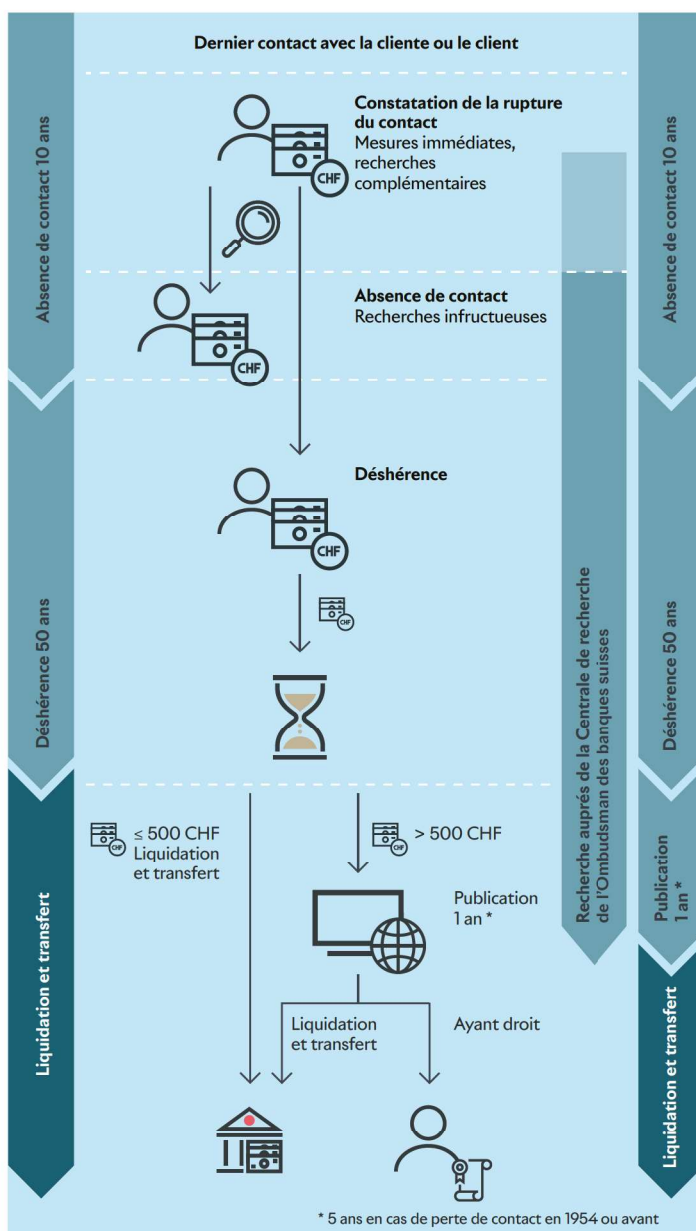 Dernier contact avec la cliente ou le client
Absence de contact 10 ans
Constatation de la rupture
du contact
Mesures immédiates,
recherches
complémentaires
CHF
Absence de contact 10 ans
Absence de contact
Recherches infructueuses
CHF
Déshérence 50 ans
Déshérence
CHF
CHF
Recherche auprés de la Centrale de recherche
de l'Ombudsman des banques suisses
Déshérence 50 ans
CHF
≤ 500 CHF
Liquidation
et transfert
CHF
> 500 CHF
Publication
1 an *
Publication
1 an *
Liquidation et transfert
Liquidation
et transfert
Ayant droit
Liquidation et transfert
* 5 ans en cas de perte de contact en 1954 ou avant